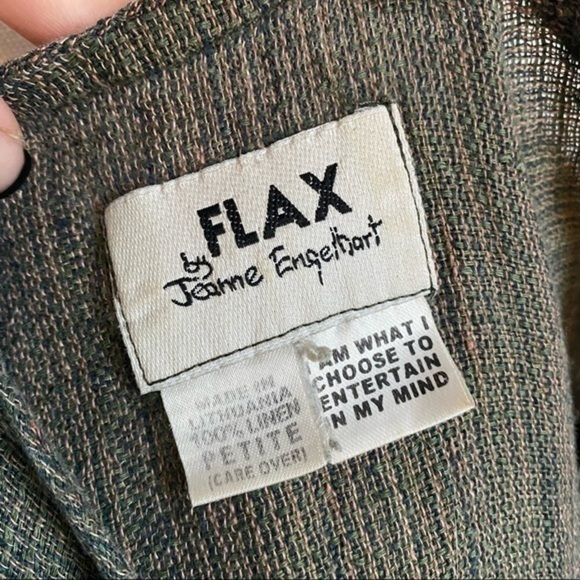 FLAX
by
Jeanne Engelhart
MADE IN
LITHUANIA
100% LINEN
PETITE
(CARE OVER)
I AM WHAT I
CHOOSE TO
ENTERTAIN
IN MY MIND